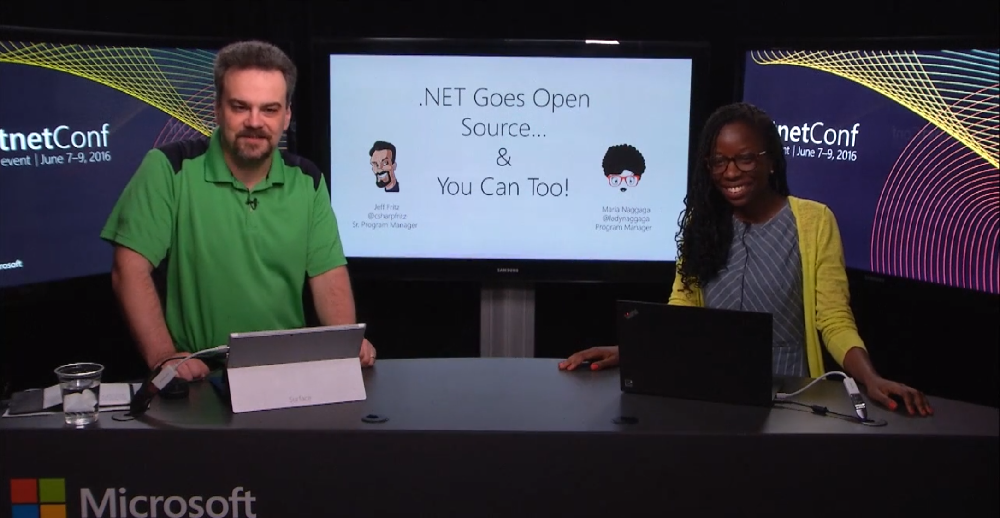 tnetConf
event | June 7–9, 2016
rosoft
.NET Goes Open
Source...
&
You Can Too!
Jeff Fritz
@csharpfritz
Sr. Program Manager
Maria Naggaga
@ladynaggaga
Program Manager
SAMSUNG
netConf
nt | June 7–9, 2016
Surface
Microsoft